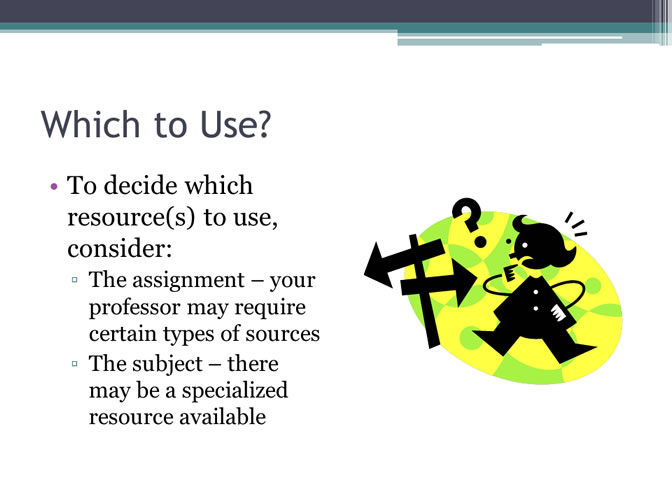 Which to Use?
• To decide which
resource(s) to use,
consider:
▫ The assignment – your
professor may require
certain types of sources
▫ The subject – there
may be a specialized
resource available
?